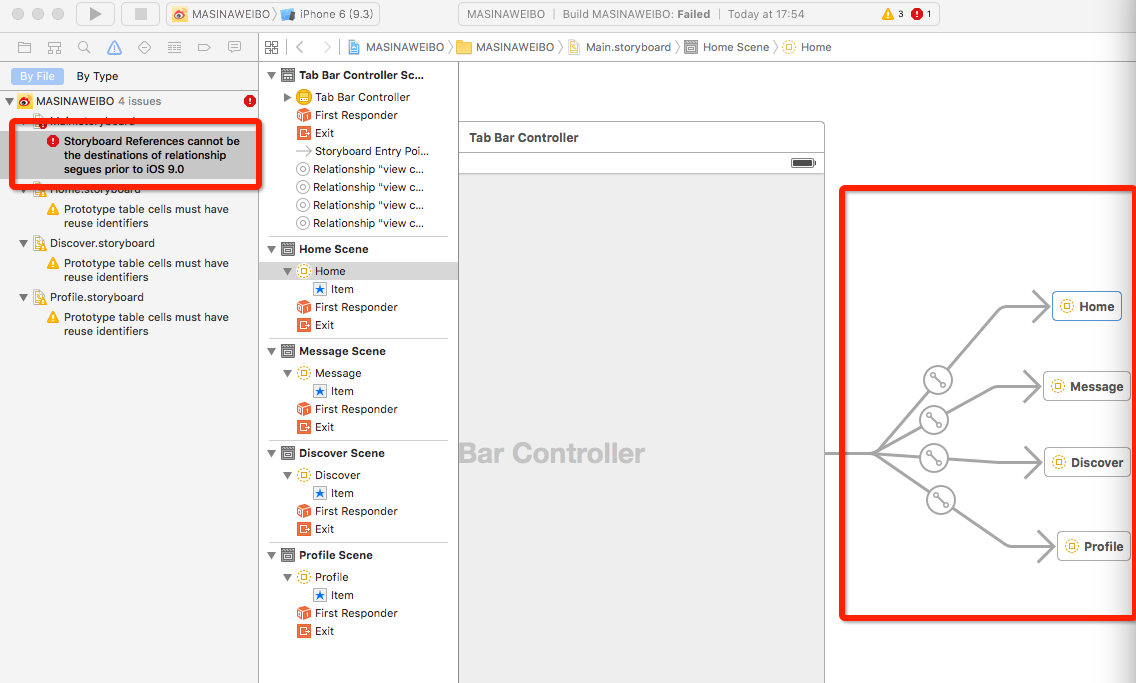 MASINAWEIBO iPhone 6 (9.3)
MASINAWEIBO | Build MASINAWEIBO: Failed | Today at 17:54
3 1
MASINAWEIBO MASINAWEIBO Main.storyboard Home Scene Home
By File By Type
MASINAWEIBO 4 issues
Main.storyboard
Storyboard References cannot be
the destinations of relationship
segues prior to iOS 9.0
Home.storyboard
Prototype table cells must have
reuse identifiers
Discover.storyboard
Prototype table cells must have
reuse identifiers
Profile.storyboard
Prototype table cells must have
reuse identifiers
Tab Bar Controller Sc...
Tab Bar Controller
First Responder
Exit
Storyboard Entry Poi...
Relationship "view c...
Relationship "view c...
Relationship "view c...
Relationship "view c...
Home Scene
Home
Item
First Responder
Exit
Message Scene
Message
Item
First Responder
Exit
Discover Scene
Discover
Item
First Responder
Exit
Profile Scene
Profile
Item
First Responder
Exit
Tab Bar Controller
Bar Controller
Home
Message
Discover
Profile